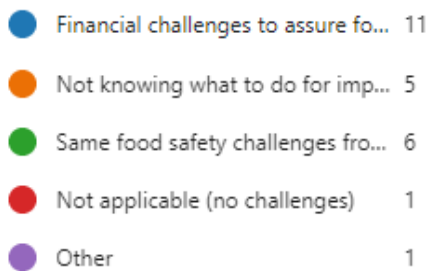 Financial challenges to assure fo... 11
Not knowing what to do for imp... 5
Same food safety challenges fro... 6
Not applicable (no challenges) 1
Other 1